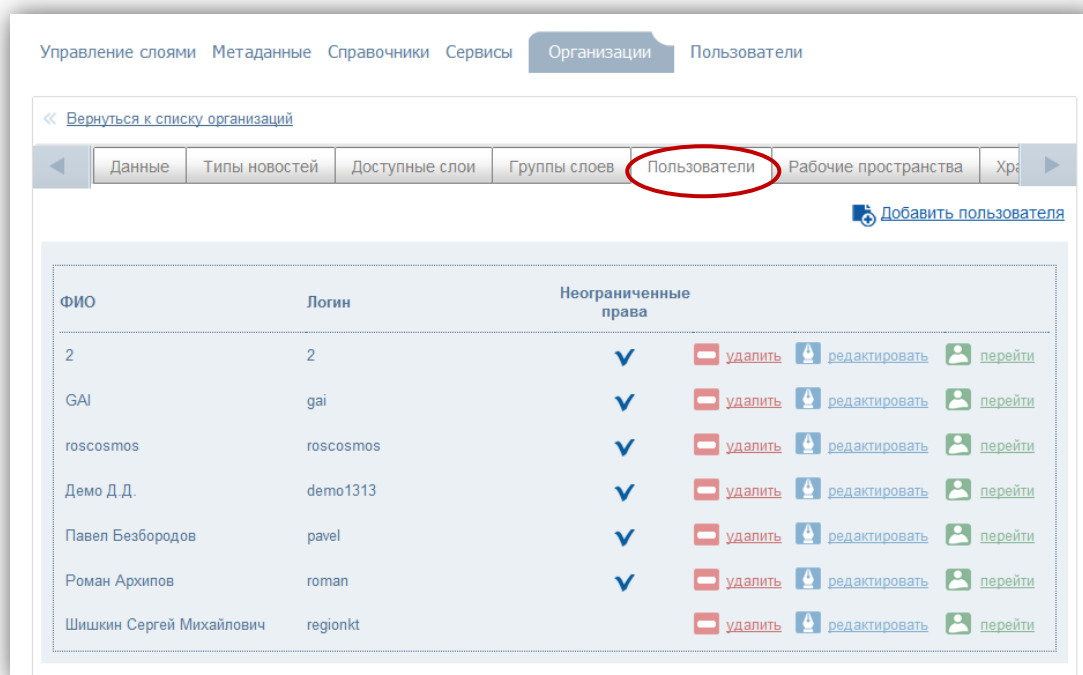 Управление слоями Метаданные Справочники Сервисы Организации Пользователи
Вернуться к списку организаций
Данные Типы новостей Доступные слои Группы слоев Пользователи Рабочие пространства Хра
Добавить пользователя
ФИО Логин Неограниченные права
2 2 удалить редактировать перейти
GAI gai удалить редактировать перейти
roscosmos roscosmos удалить редактировать перейти
Демо Д.Д. demo1313 удалить редактировать перейти
Павел Безбородов pavel удалить редактировать перейти
Роман Архипов roman удалить редактировать перейти
Шишкин Сергей Михайлович regionkt удалить редактировать перейти